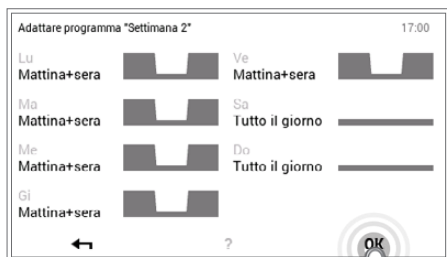 Adattare programma "Settimana 2" 17:00
Lu
Mattina+sera
Ve
Mattina+sera
Ma
Mattina+sera
Sa
Tutto il giorno
Me
Mattina+sera
Do
Tutto il giorno
Gi
Mattina+sera
? OK